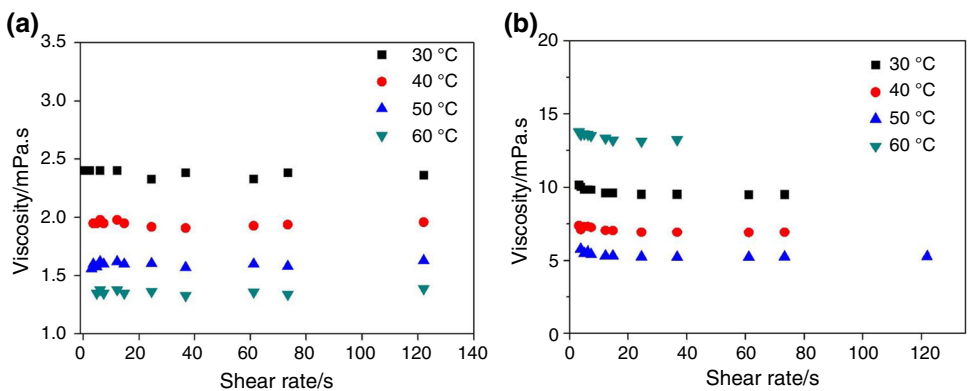 (a)
3.5
3.0
2.5
2.0
1.5
1.0
Viscosity/mPa.s
30 °C
40 °C
50 °C
60 °C
0 20 40 60 80 100 120 140
Shear rate/s
(b)
20
15
10
5
0
Viscosity/mPa.s
30 °C
40 °C
50 °C
60 °C
0 20 40 60 80 100 120
Shear rate/s